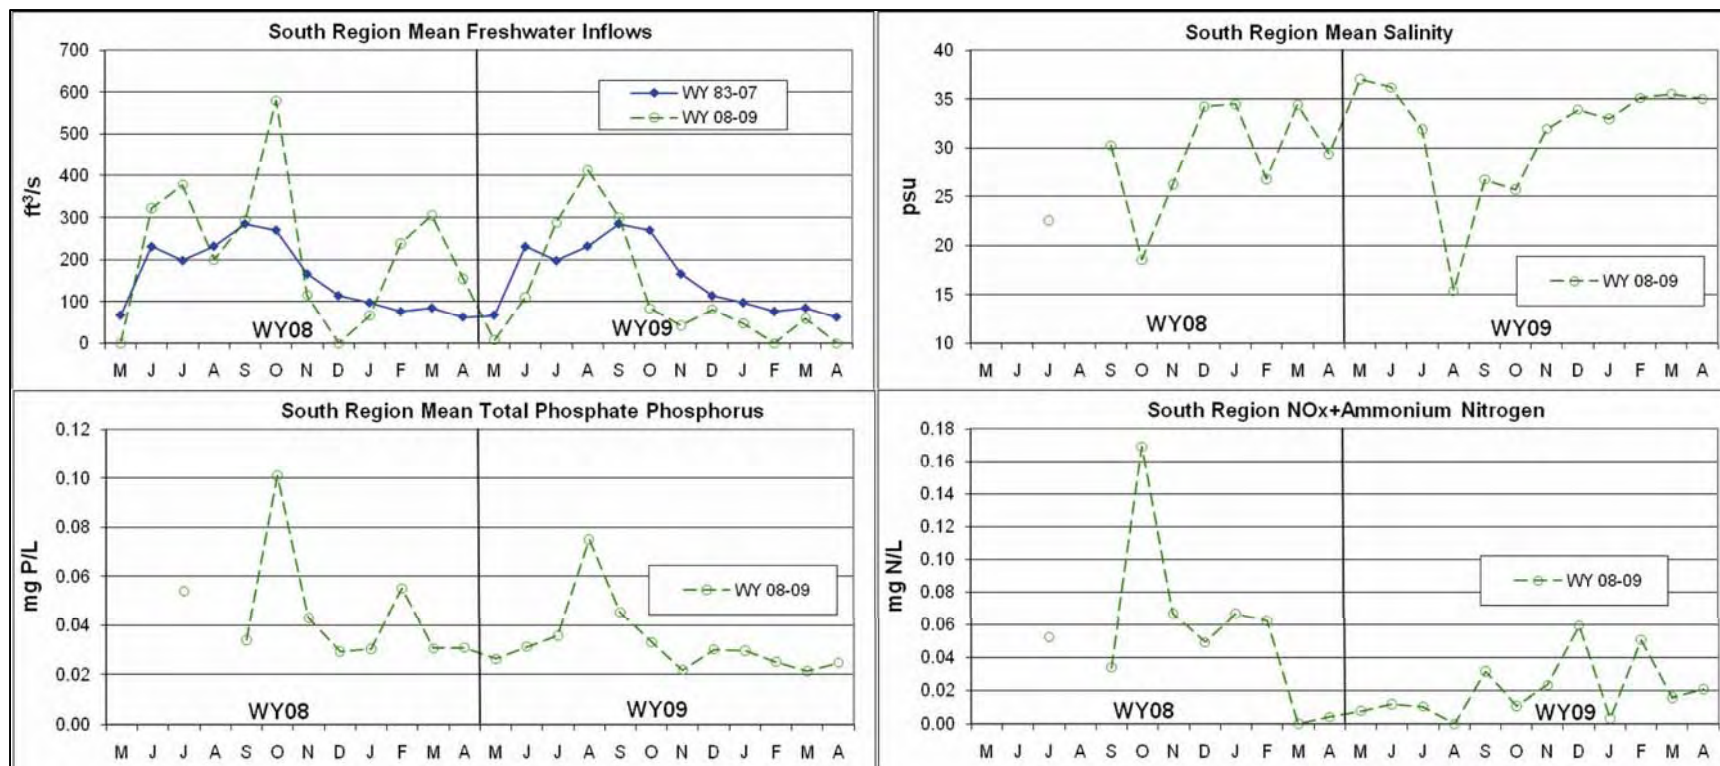 South Region Mean Freshwater Inflows
700
600
500
400
300
200
100
0
ft³/s
WY 83-07
WY 08-09
WY08
WY09
M J J A S O N D J F M A M J J A S O N D J F M A
South Region Mean Salinity
40
35
30
25
20
15
10
psu
WY 08-09
WY08
WY09
M J J A S O N D J F M A M J J A S O N D J F M A
South Region Mean Total Phosphate Phosphorus
0.12
0.10
0.08
0.06
0.04
0.02
0.00
mg P/L
WY 08-09
WY08
WY09
M J J A S O N D J F M A M J J A S O N D J F M A
South Region NOx+Ammonium Nitrogen
0.18
0.16
0.14
0.12
0.10
0.08
0.06
0.04
0.02
0.00
mg N/L
WY 08-09
WY08
WY09
M J J A S O N D J F M A M J J A S O N D J F M A